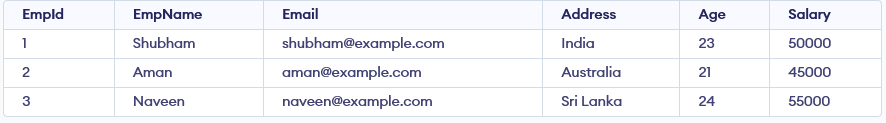 EmpId EmpName Email Address Age Salary
1 Shubham shubham@example.com India 23 50000
2 Aman aman@example.com Australia 21 45000
3 Naveen naveen@example.com Sri Lanka 24 55000